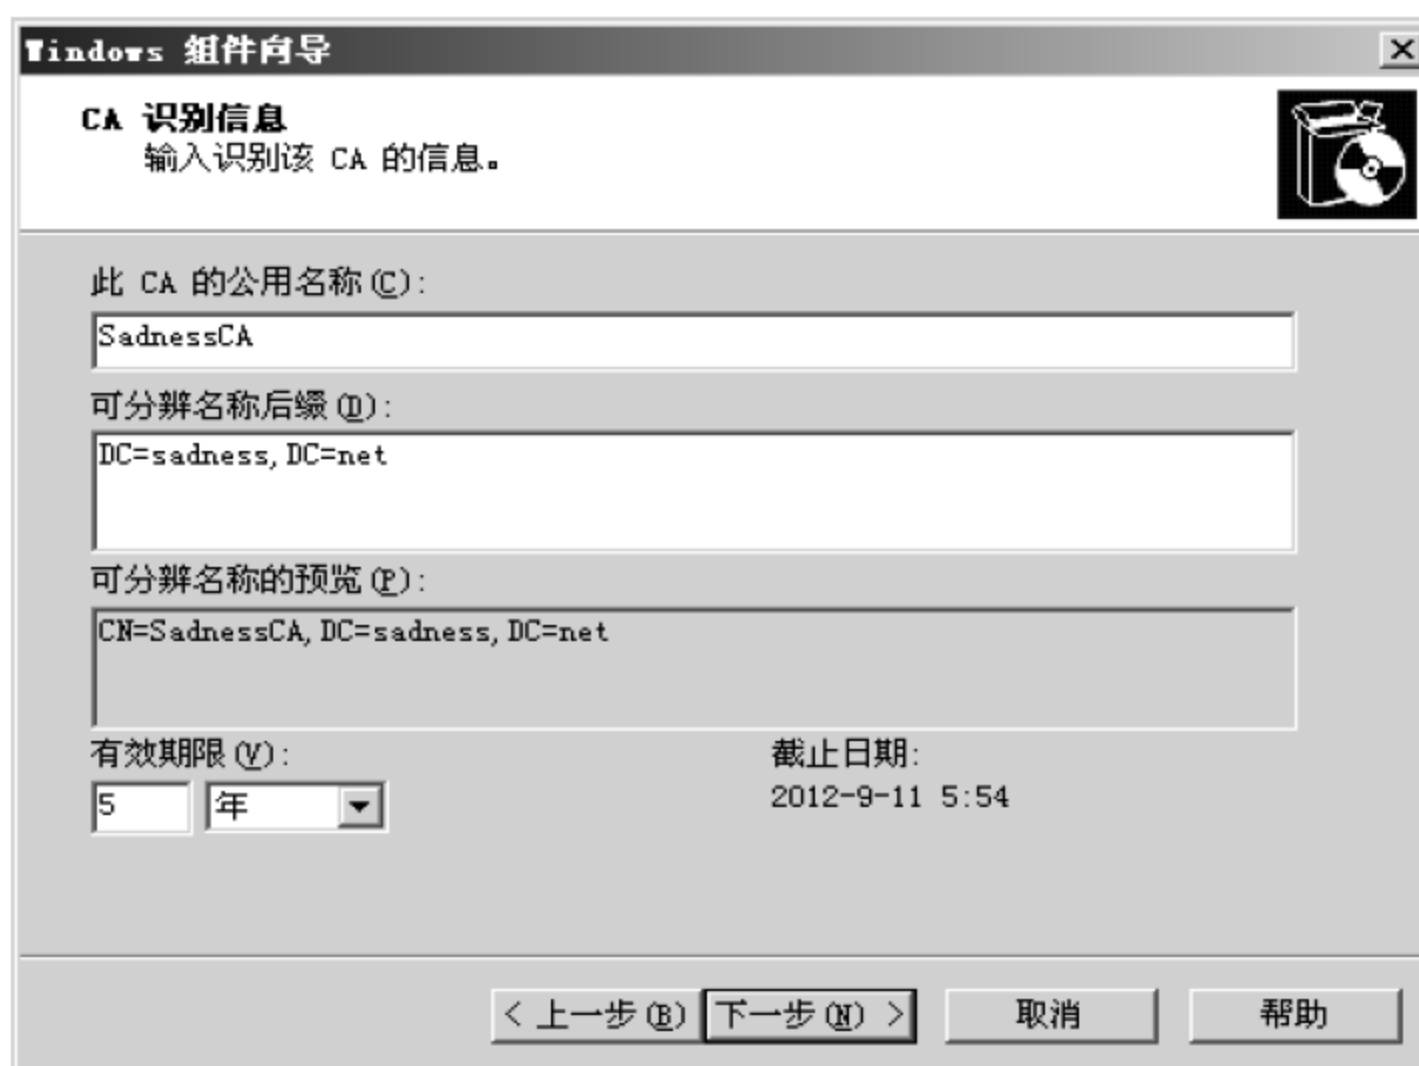 Windows 组件向导
CA 识别信息
输入识别该 CA 的信息。
此 CA 的公用名称(C):
SadnessCA
可分辨名称后缀(D):
DC=sadness,DC=net
可分辨名称的预览(P):
CN=SadnessCA,DC=sadness,DC=net
有效期限(V): 截止日期:
5 年 2012-9-11 5:54
< 上一步(B) 下一步(N) > 取消 帮助